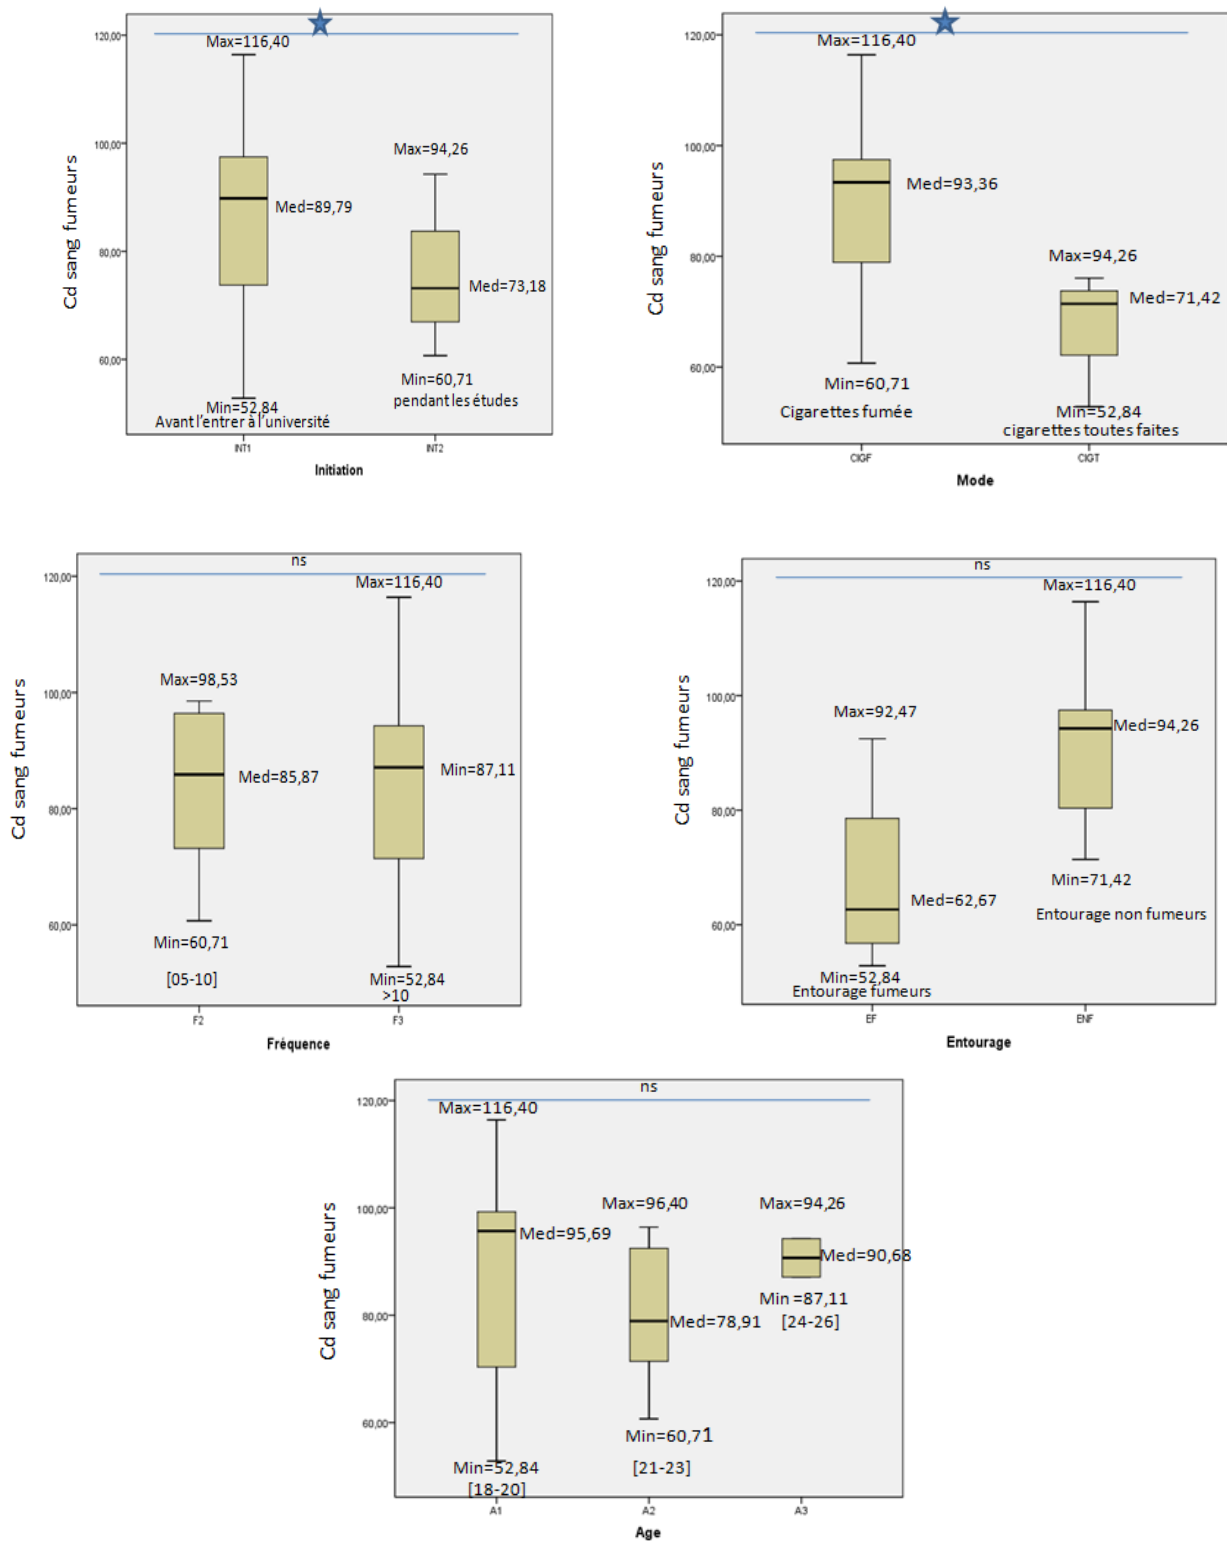 Cd sang fumeurs
120,00
100,00
80,00
60,00
Max=116,40
Med=89,79
Min=52,84
Avant l'entrer à l'université
Max=94,26
Med=73,18
Min=60,71
pendant les études
INT1
INT2
Initiation
Cd sang fumeurs
120,00
100,00
80,00
60,00
Max=116,40
Med=93,36
Min=60,71
Cigarettes fumée
Max=94,26
Med=71,42
Min=52,84
cigarettes toutes faites
CIGF
CIGT
Mode
Cd sang fumeurs
120,00
100,00
80,00
60,00
ns
Max=98,53
Med=85,87
Min=60,71
[05-10]
Max=116,40
Min=87,11
Min=52,84
>10
F2
F3
Fréquence
Cd sang fumeurs
120,00
100,00
80,00
60,00
ns
Max=92,47
Med=62,67
Min=52,84
Entourage fumeurs
Max=116,40
Med=94,26
Min=71,42
Entourage non fumeurs
EF
ENF
Entourage
Cd sang fumeurs
120,00
100,00
80,00
60,00
ns
Max=116,40
Med=95,69
Min=52,84
[18-20]
Max=96,40
Med=78,91
Min=60,71
[21-23]
Max=94,26
Med=90,68
Min =87,11
[24-26]
A1
A2
A3
Age